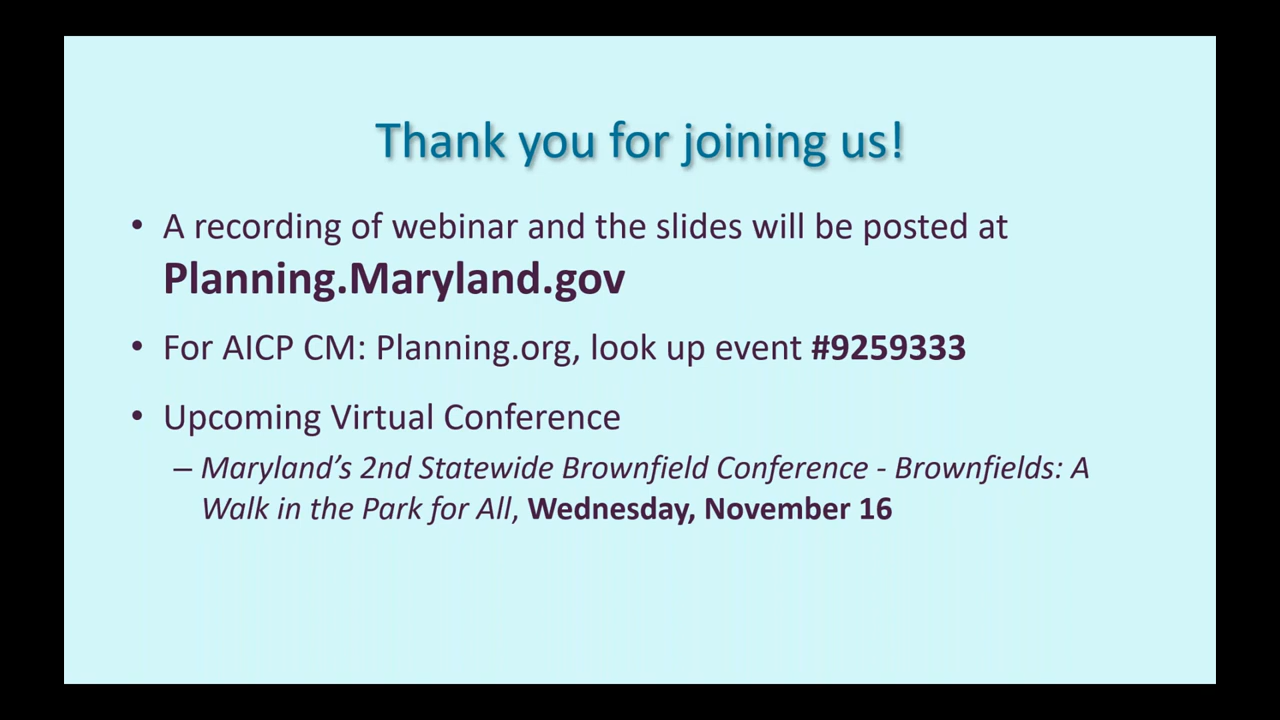 Thank you for joining us!
• A recording of webinar and the slides will be posted at
Planning.Maryland.gov
• For AICP CM: Planning.org, look up event #9259333
• Upcoming Virtual Conference
– Maryland’s 2nd Statewide Brownfield Conference - Brownfields: A
Walk in the Park for All, Wednesday, November 16